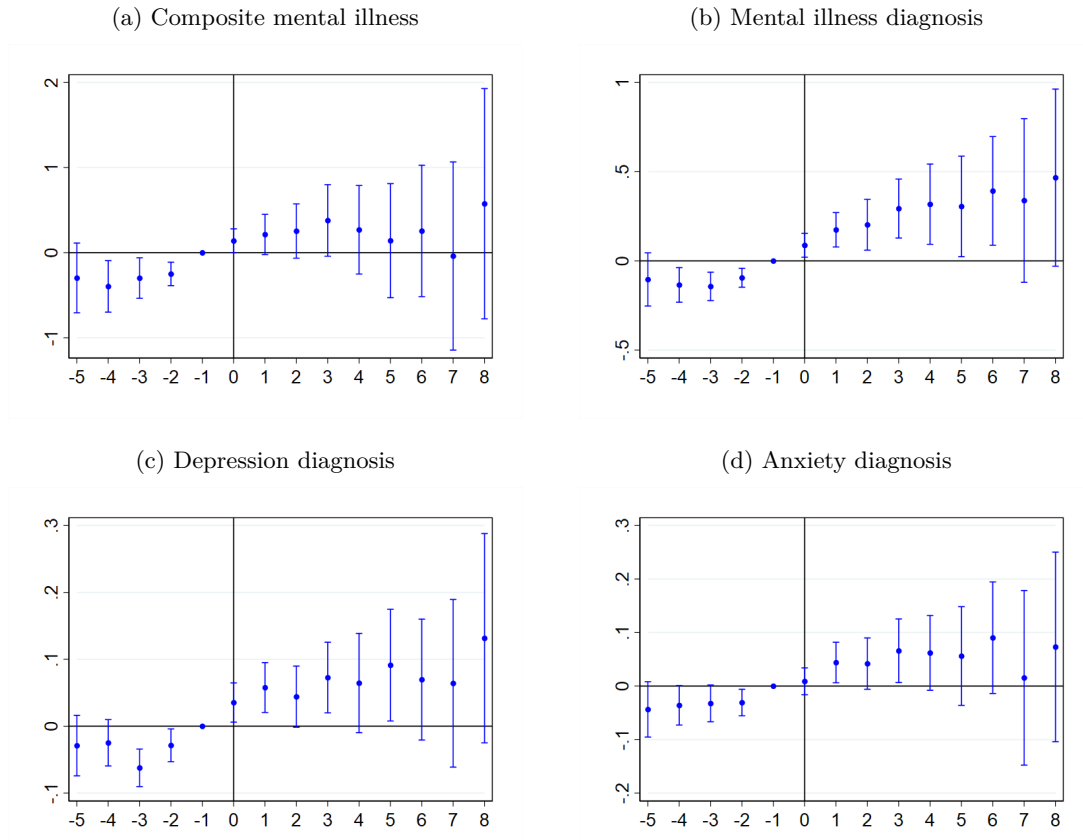 (a) Composite mental illness
(b) Mental illness diagnosis
2
1
0
-1
-5 -4 -3 -2 -1 0 1 2 3 4 5 6 7 8
1
.5
0
-.5
-5 -4 -3 -2 -1 0 1 2 3 4 5 6 7 8
(c) Depression diagnosis
(d) Anxiety diagnosis
.3
.2
.1
0
-.1
-5 -4 -3 -2 -1 0 1 2 3 4 5 6 7 8
.3
.2
.1
0
-.1
-.2
-5 -4 -3 -2 -1 0 1 2 3 4 5 6 7 8